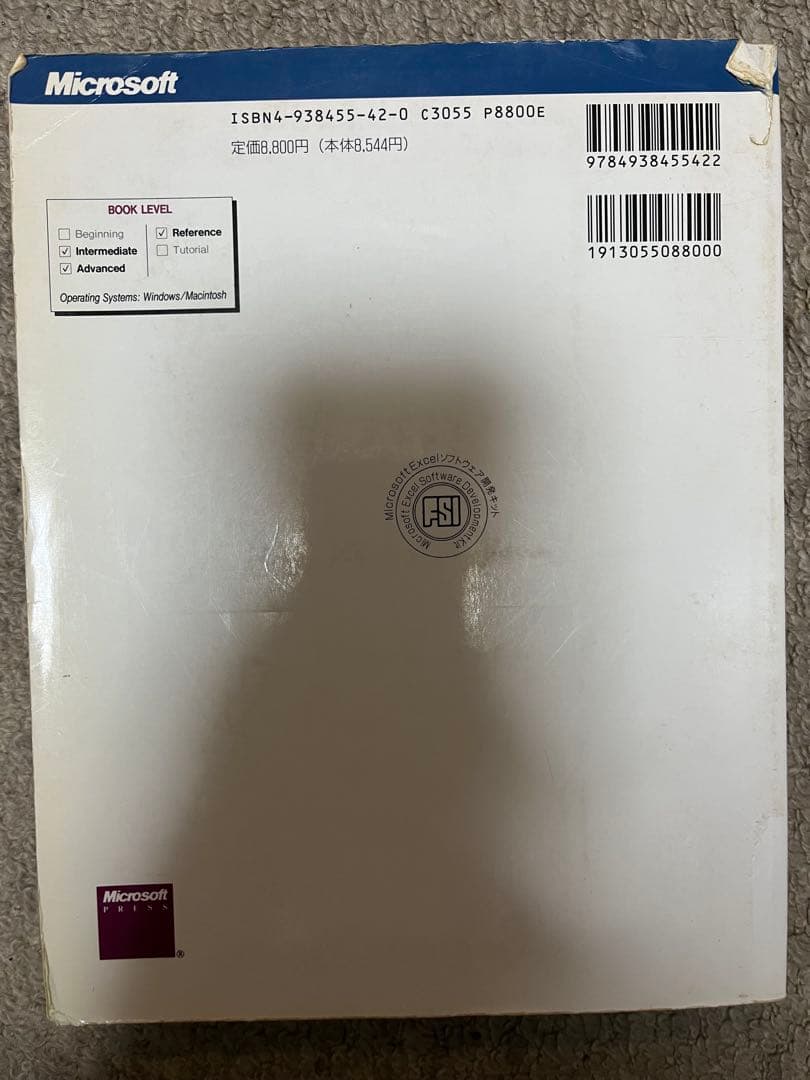 Microsoft
ISBN4-938455-42-0 C3055 P8800E
定価8,800円（本体8,544円）
9784938455422
1913055088000
BOOK LEVEL
Beginning
Intermediate
Advanced
Reference
Tutorial
Operating Systems: Windows/Macintosh
Microsoft Excelソフトウェア開発キット
Microsoft Excel Software Development Kit
FSI
Microsoft
PRESS
®